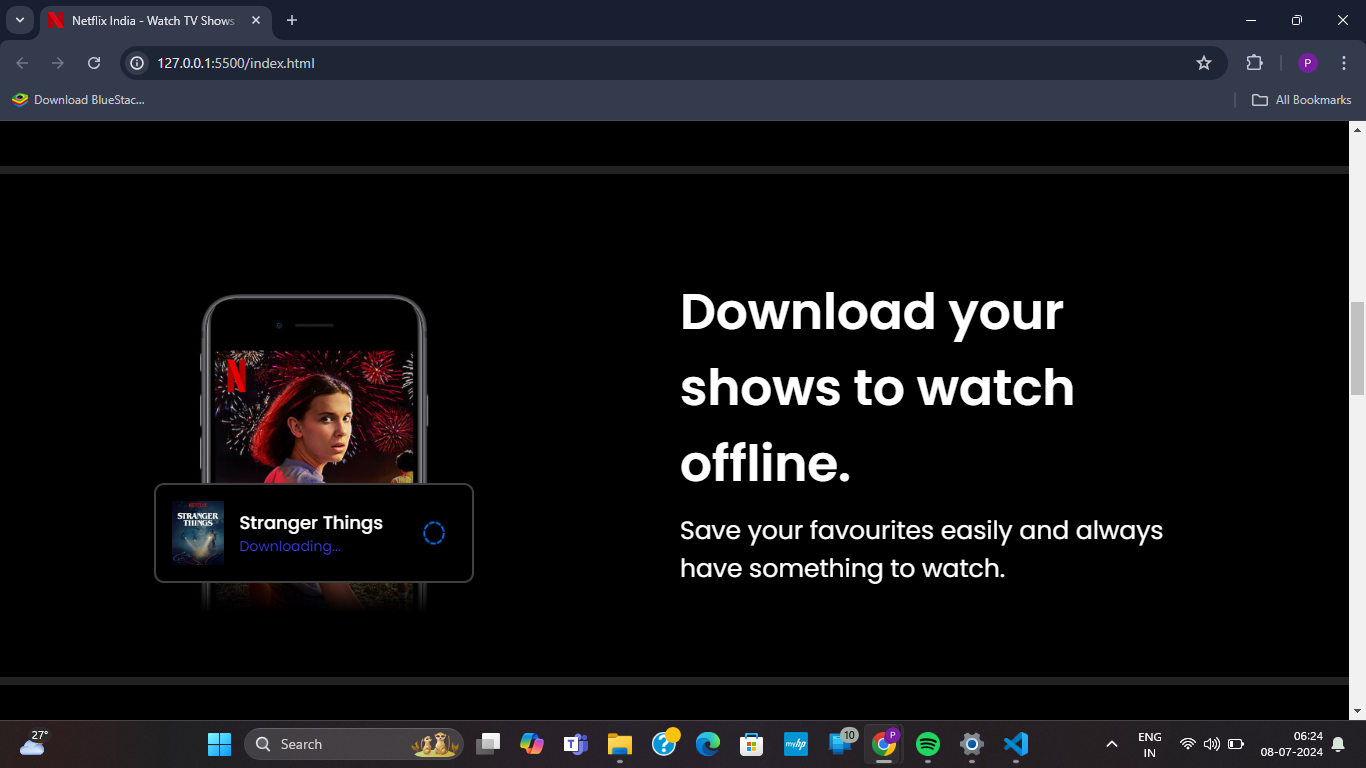 Netflix India - Watch TV Shows
127.0.0.1:5500/index.html
P
Download BlueStac...
All Bookmarks
Download your
shows to watch
offline.
Save your favourites easily and always
have something to watch.
N
NETFLIX
STRANGER
THINGS
Stranger Things
Downloading...
27°
Search
T
?
myhp
10
P
ENG
IN
06:24
08-07-2024